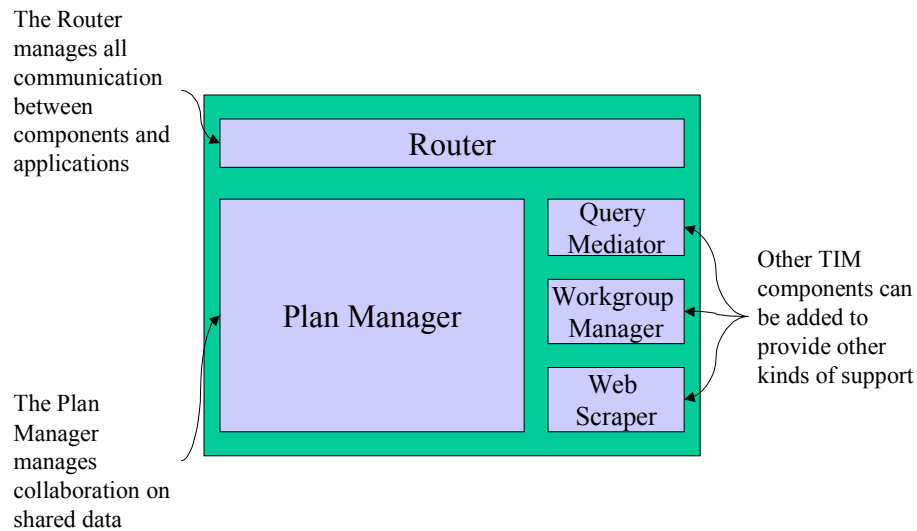 The Router
manages all
communication
between
components and
applications
Router
Query
Mediator
Plan Manager
Workgroup
Manager
Web
Scraper
Other TIM
components can
be added to
provide other
kinds of support
The Plan
Manager
manages
collaboration on
shared data